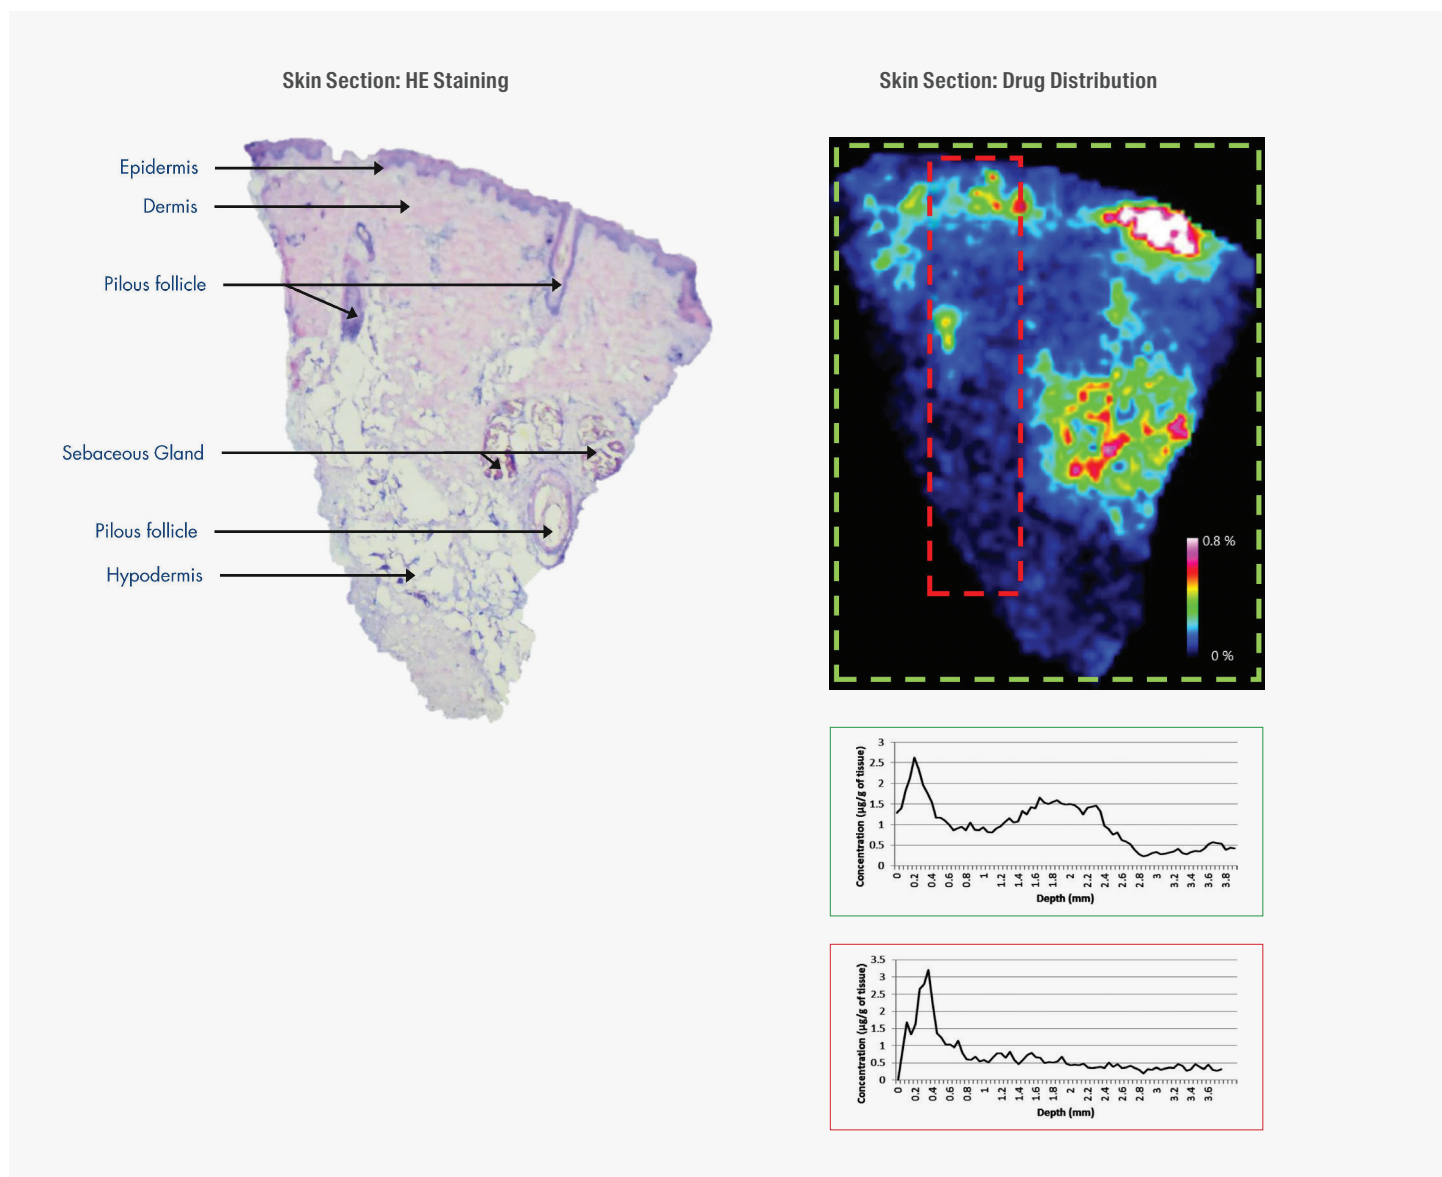 Skin Section: HE Staining
Skin Section: Drug Distribution
Epidermis
Dermis
Pilous follicle
Sebaceous Gland
Pilous follicle
Hypodermis
0.8 %
0 %
Concentration (µg/g of tissue)
3
2.5
2
1.5
1
0.5
0
0 0.2 0.4 0.6 0.8 1 1.2 1.4 1.6 1.8 2 2.2 2.4 2.6 2.8 3 3.2 3.4 3.6 3.8
Depth (mm)
Concentration (µg/g of tissue)
3.5
3
2.5
2
1.5
1
0.5
0
0 0.2 0.4 0.6 0.8 1 1.2 1.4 1.6 1.8 2 2.2 2.4 2.6 2.8 3 3.2 3.4 3.6
Depth (mm)